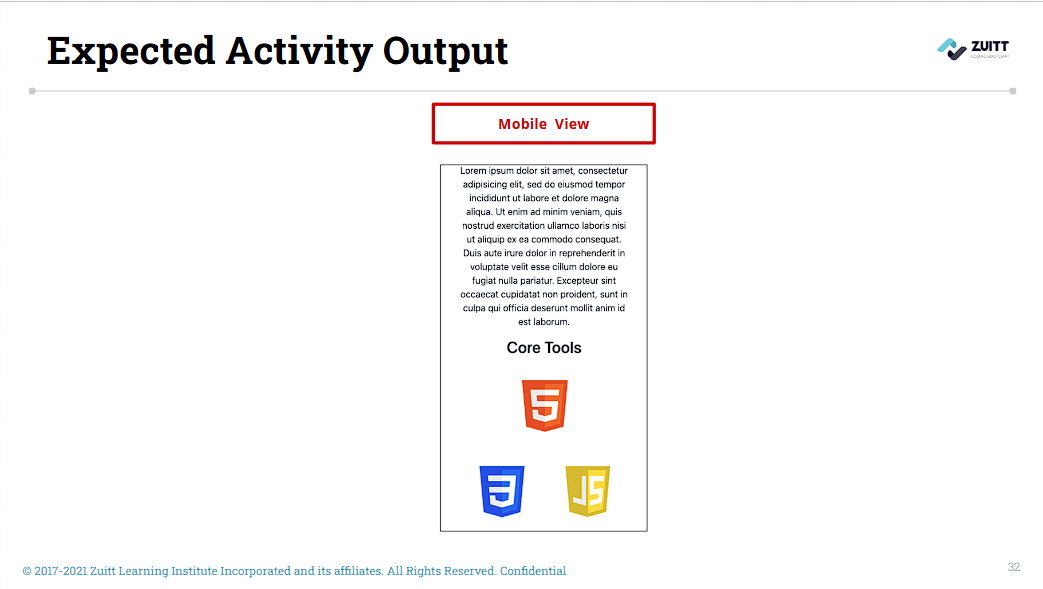 Expected Activity Output
ZUITT
CODING BOOTCAMP
Mobile View
Lorem ipsum dolor sit amet, consectetur
adipisicing elit, sed do eiusmod tempor
incididunt ut labore et dolore magna
aliqua. Ut enim ad minim veniam, quis
nostrud exercitation ullamco laboris nisi
ut aliquip ex ea commodo consequat.
Duis aute irure dolor in reprehenderit in
voluptate velit esse cillum dolore eu
fugiat nulla pariatur. Excepteur sint
occaecat cupidatat non proident, sunt in
culpa qui officia deserunt mollit anim id
est laborum.
Core Tools
5
3
JS
© 2017-2021 Zuitt Learning Institute Incorporated and its affiliates. All Rights Reserved. Confidential
32